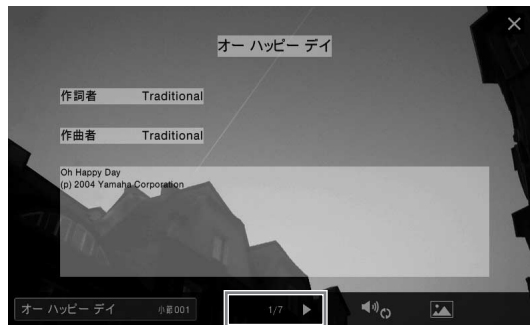 オー ハッピー デイ
作詞者 Traditional
作曲者 Traditional
Oh Happy Day
(p) 2004 Yamaha Corporation
オー ハッピー デイ 小節001 1/7